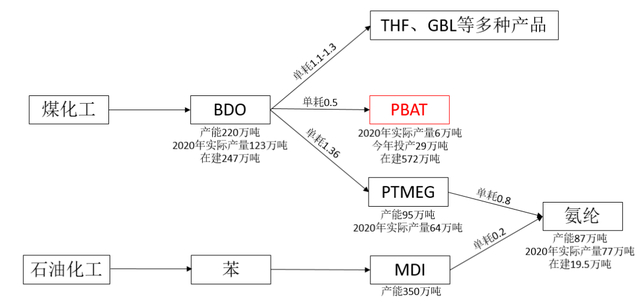 THF、GBL等多种产品
单耗1.1-1.3
煤化工
BDO
产能220万吨
2020年实际产量123万吨
在建247万吨
单耗0.5
PBAT
2020年实际产量6万吨
今年投产29万吨
在建572万吨
单耗1.36
PTMEG
产能95万吨
2020年实际产量64万吨
单耗0.8
氨纶
产能87万吨
2020年实际产量77万吨
在建19.5万吨
单耗0.2
石油化工
苯
MDI
产能350万吨